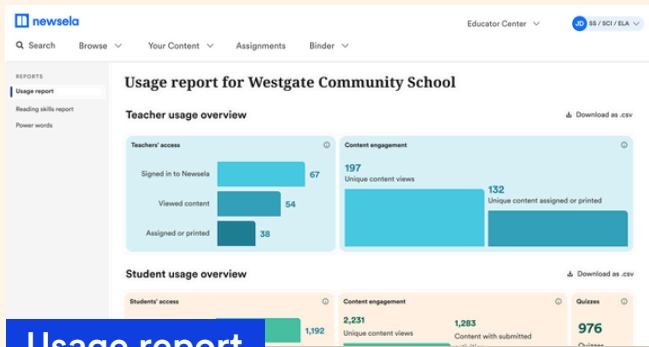 newsela
Educator Center
JD SS / SCI / ELA
Search Browse Your Content Assignments Binder
REPORTS
Usage report
Reading skills report
Power words
Usage report for Westgate Community School
Teacher usage overview
Download as .csv
Teachers' access
Signed in to Newsela 67
Viewed content 54
Assigned or printed 38
Content engagement
197
Unique content views
132
Unique content assigned or printed
Student usage overview
Download as .csv
Students' access
1,192
Content engagement
2,231
Unique content views
1,283
Content with submitted
Quizzes
976
Quizzes
Usage report